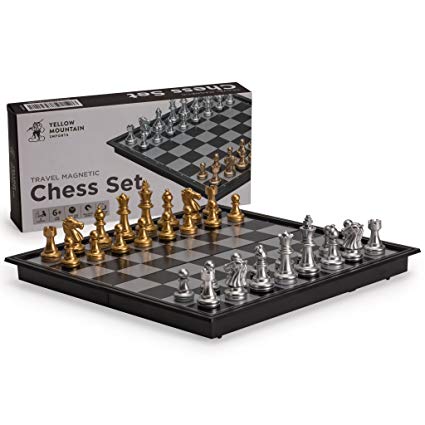 YELLOW
MOUNTAIN
IMPORTS
Chess Set
TRAVEL MAGNETIC
Chess Set
6+